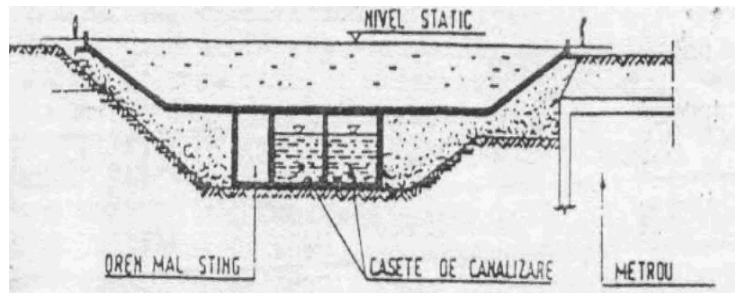 NIVEL STATIC
DREN MAL STING
CASETE DE CANALIZARE
METROU